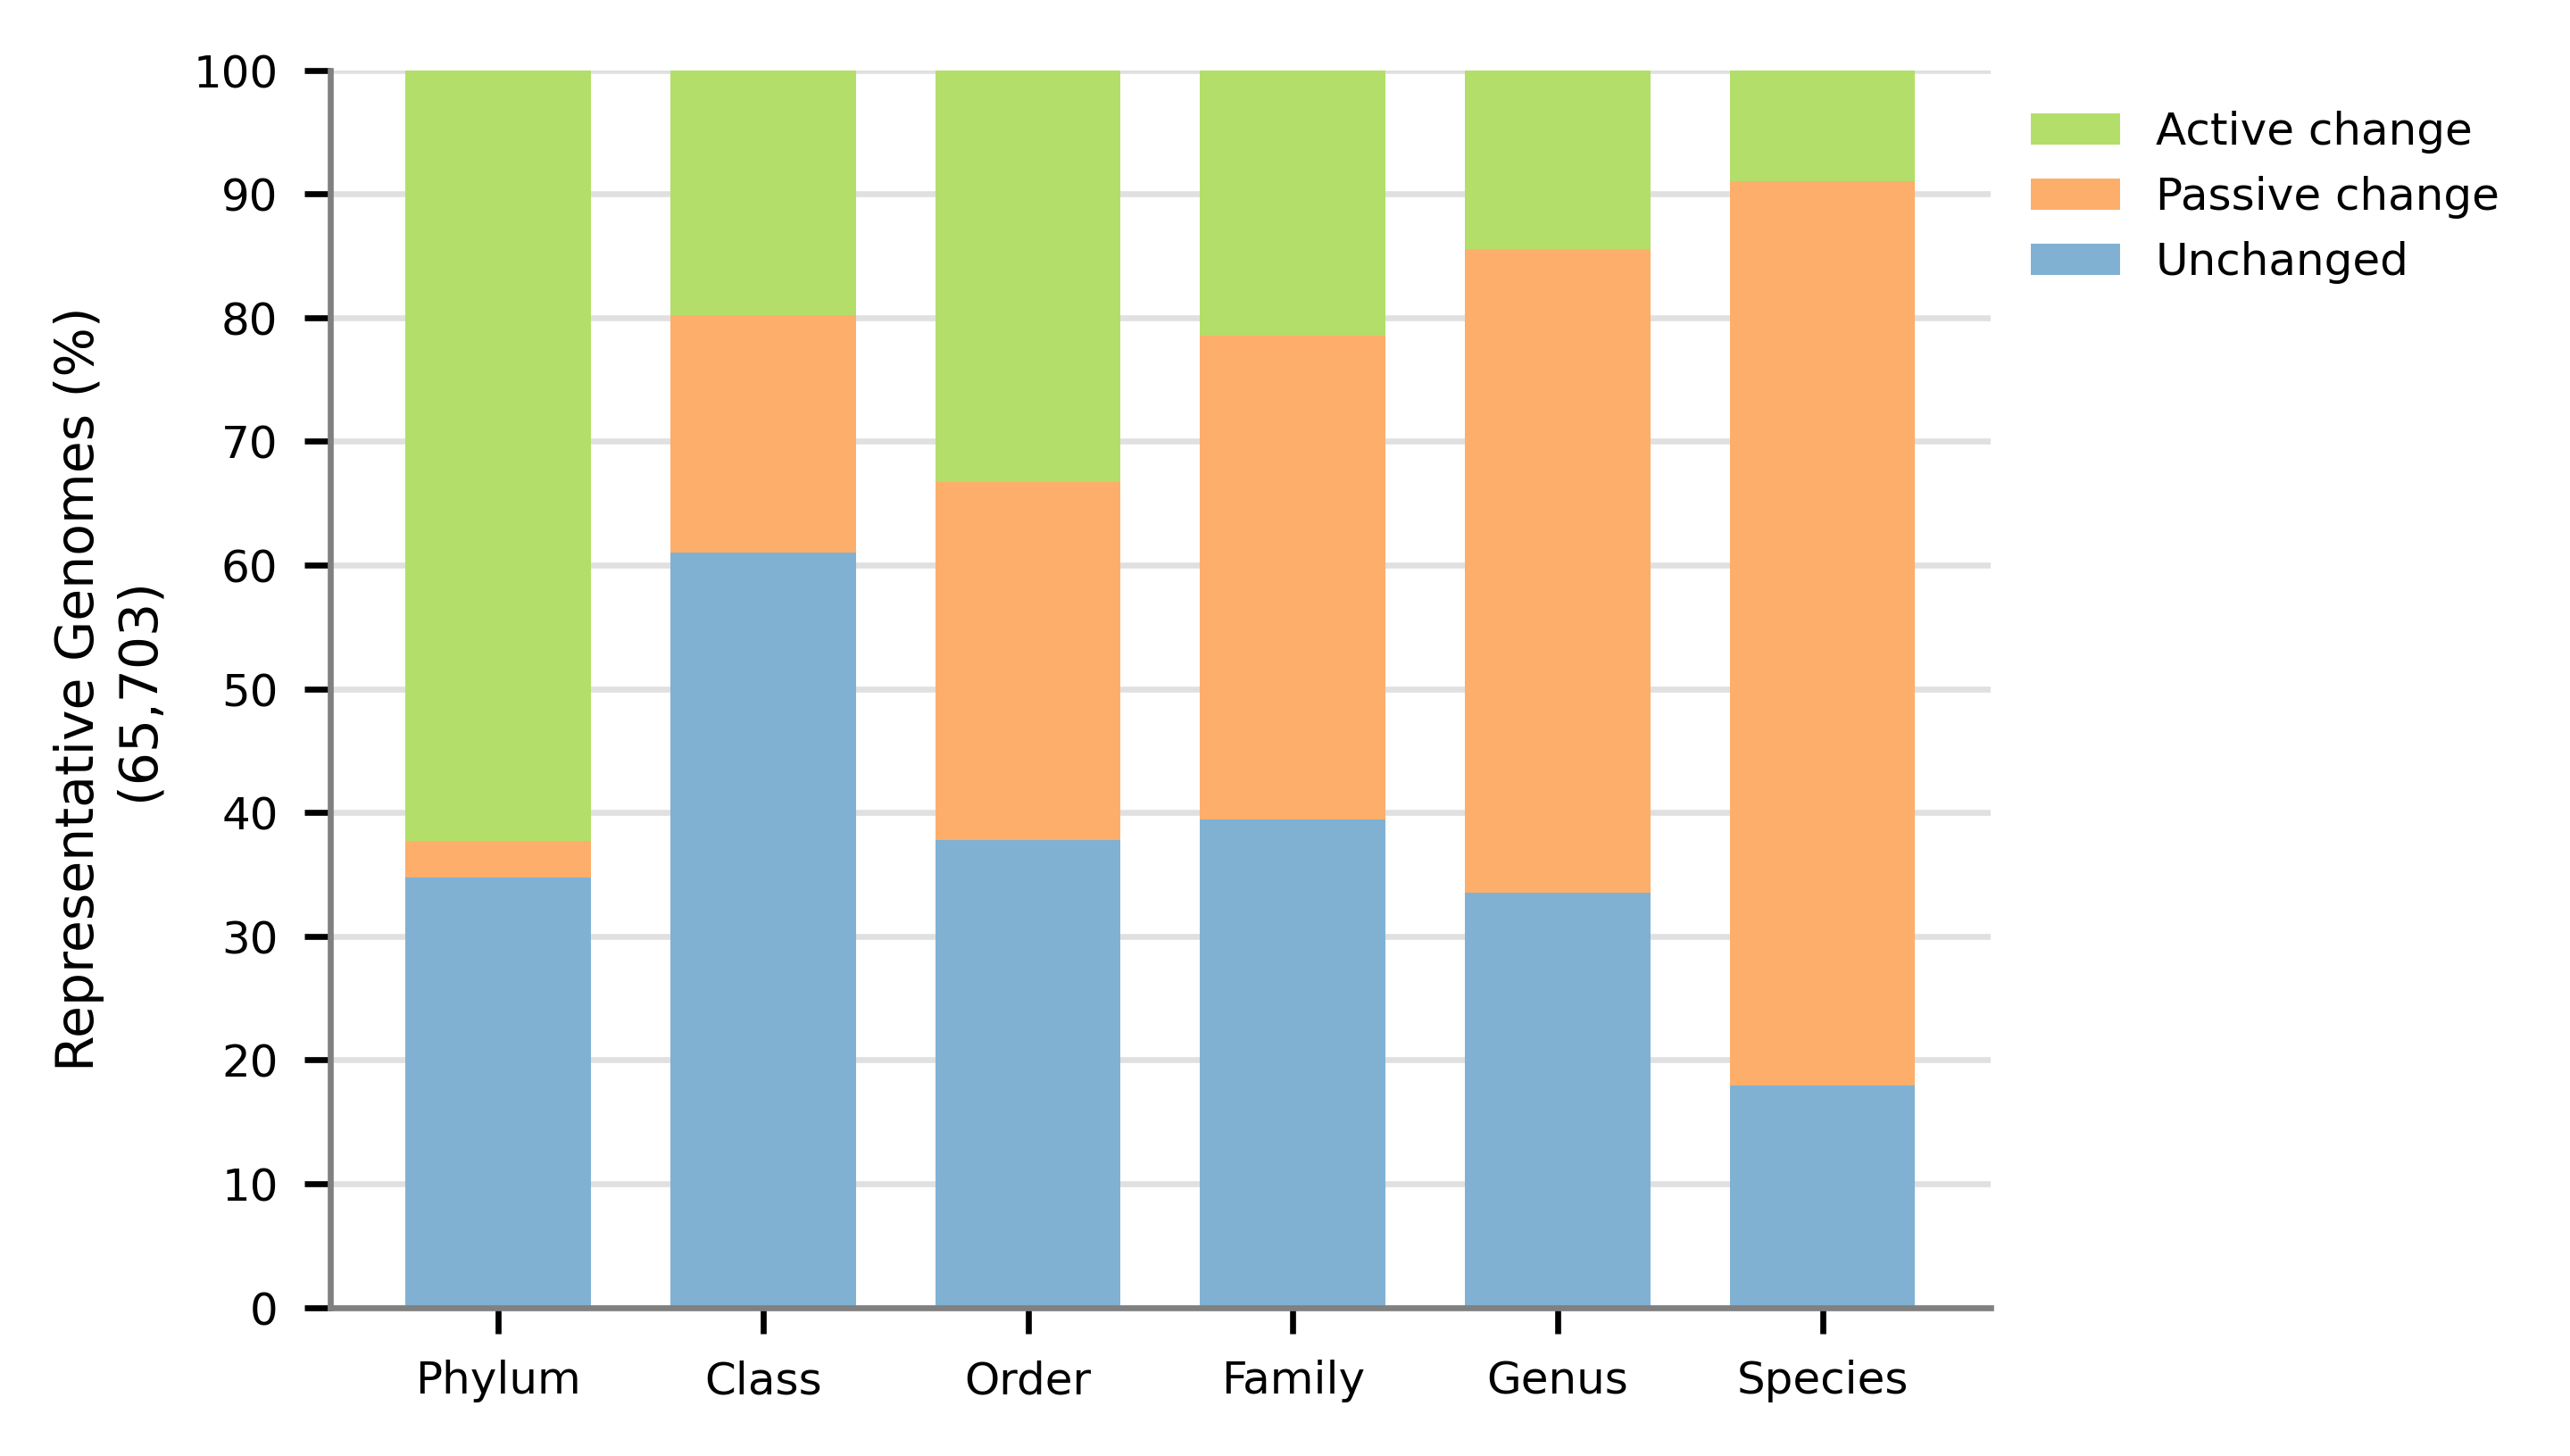 Representative Genomes (%)
(65,703)
100
90
80
70
60
50
40
30
20
10
0
Phylum
Class
Order
Family
Genus
Species
Active change
Passive change
Unchanged